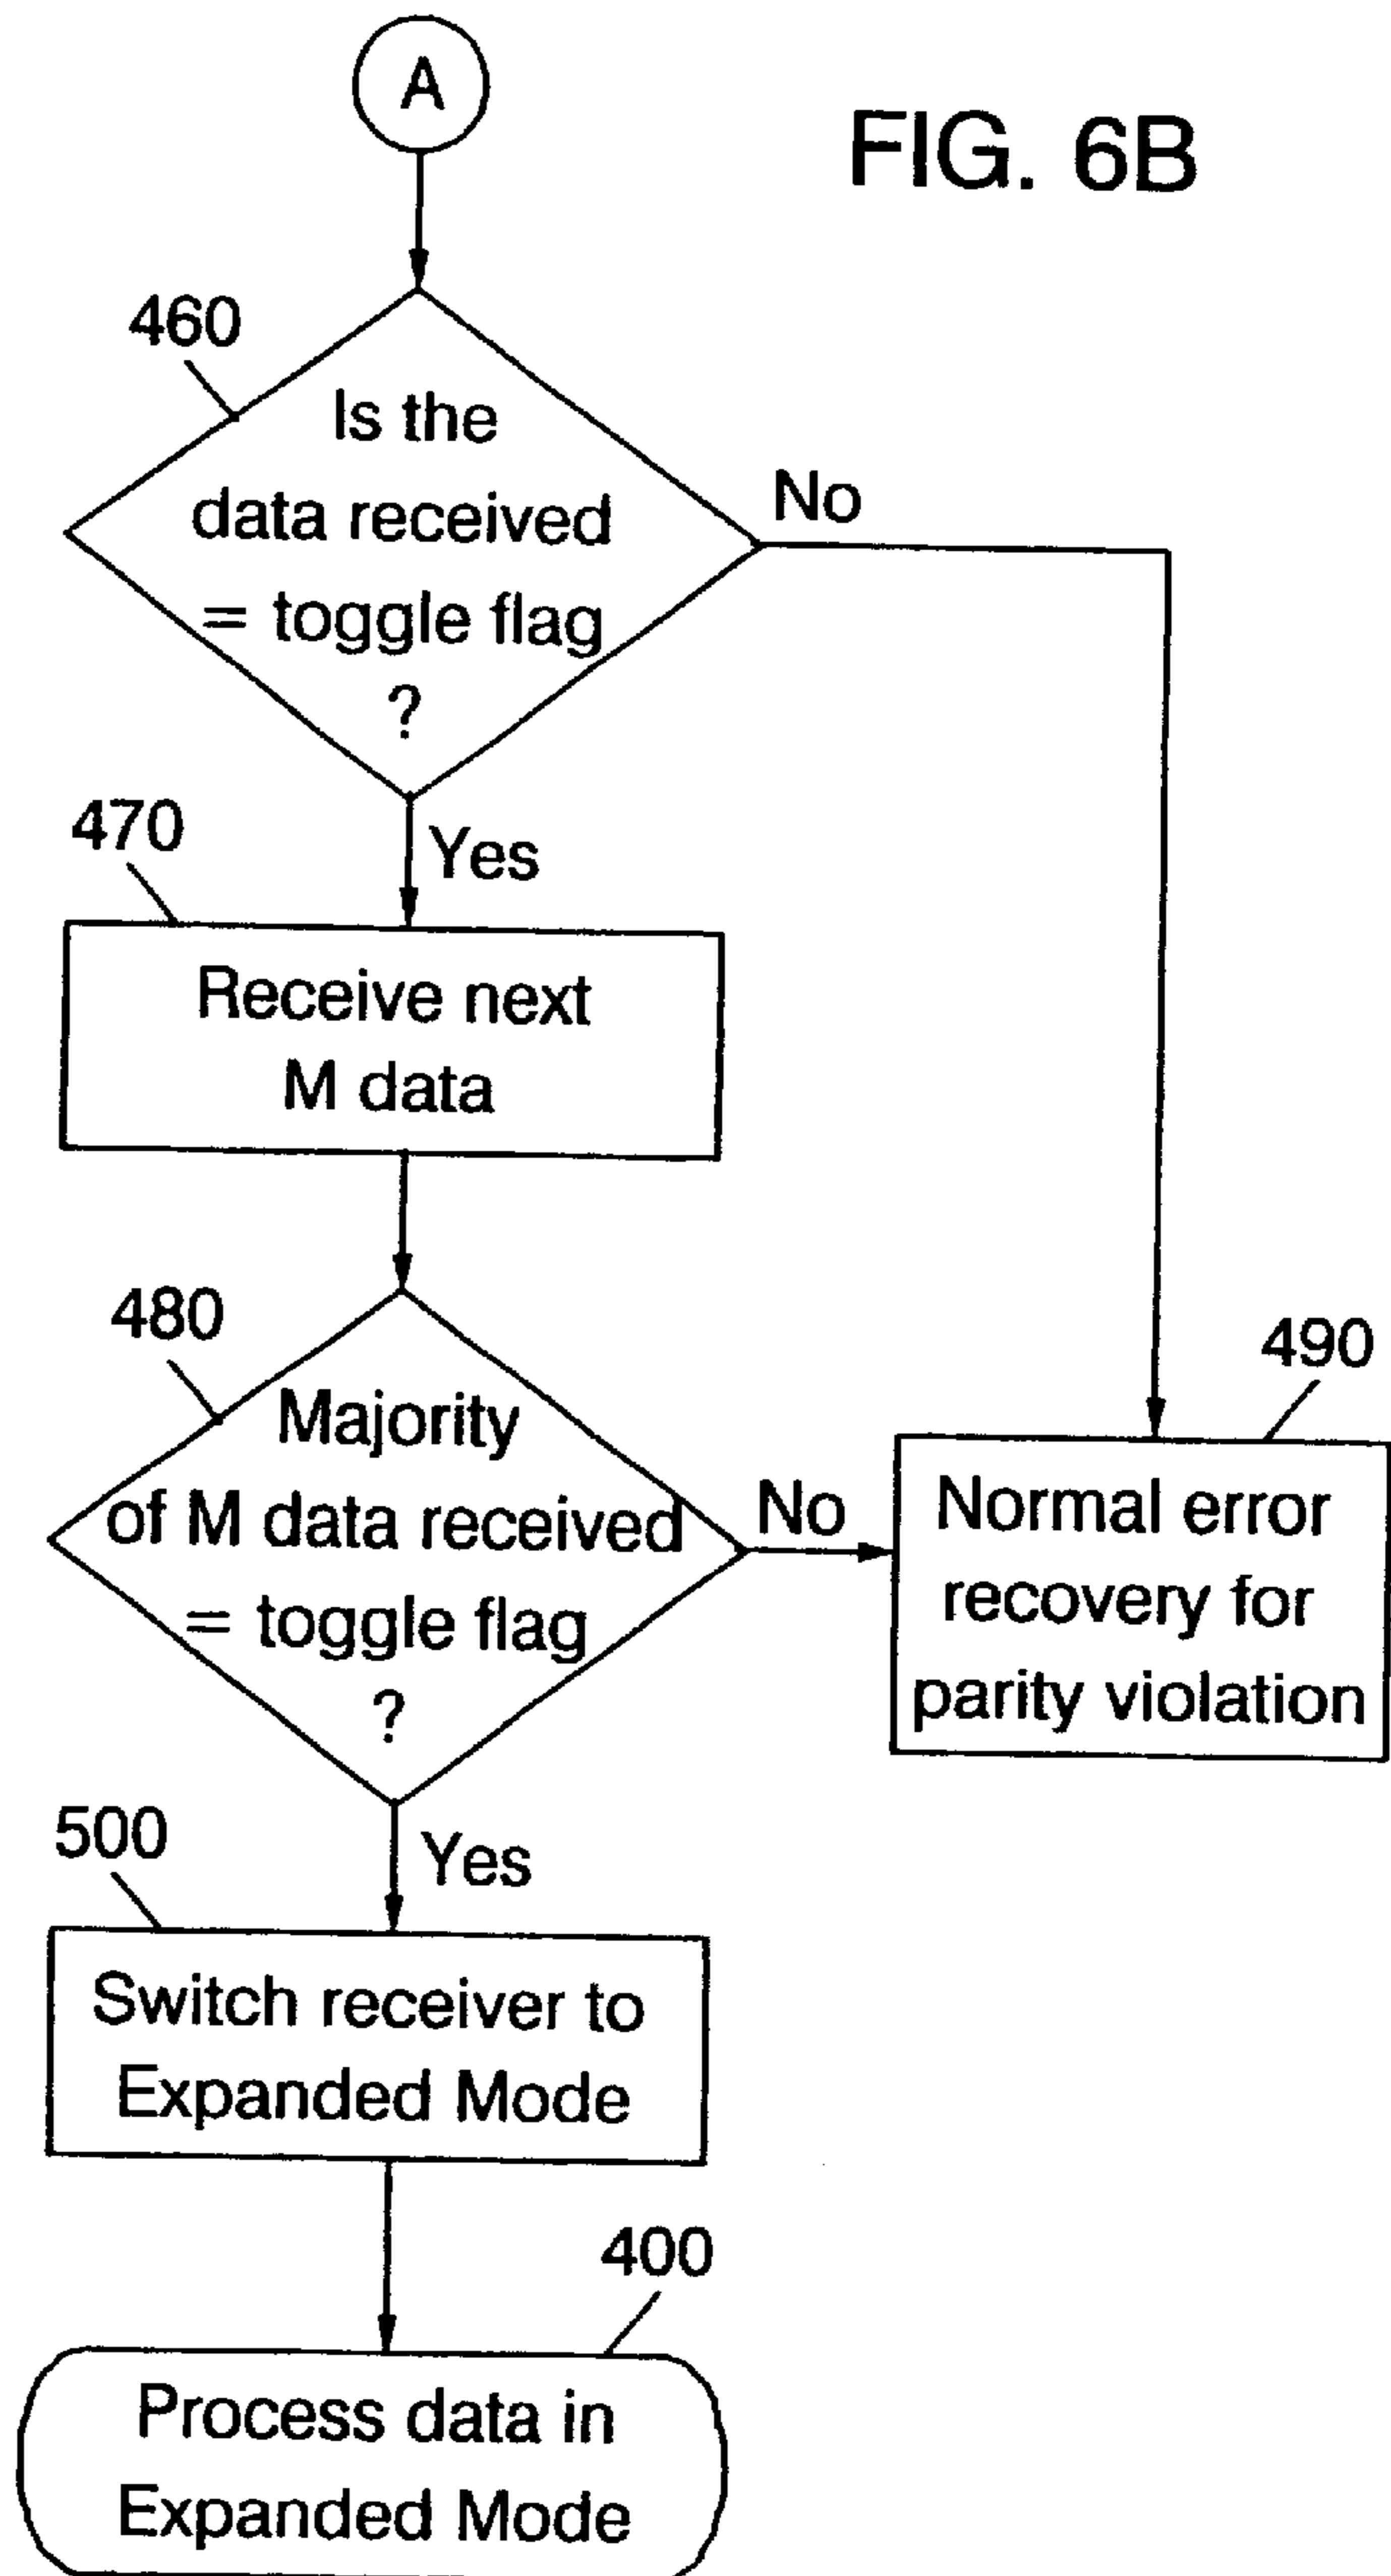 A
FIG. 6B
460
Is the
data received
= toggle flag
?
No
Yes
470
Receive next
M data
480
Majority
of M data received
= toggle flag
?
No
490
Normal error
recovery for
parity violation
Yes
500
Switch receiver to
Expanded Mode
400
Process data in
Expanded Mode